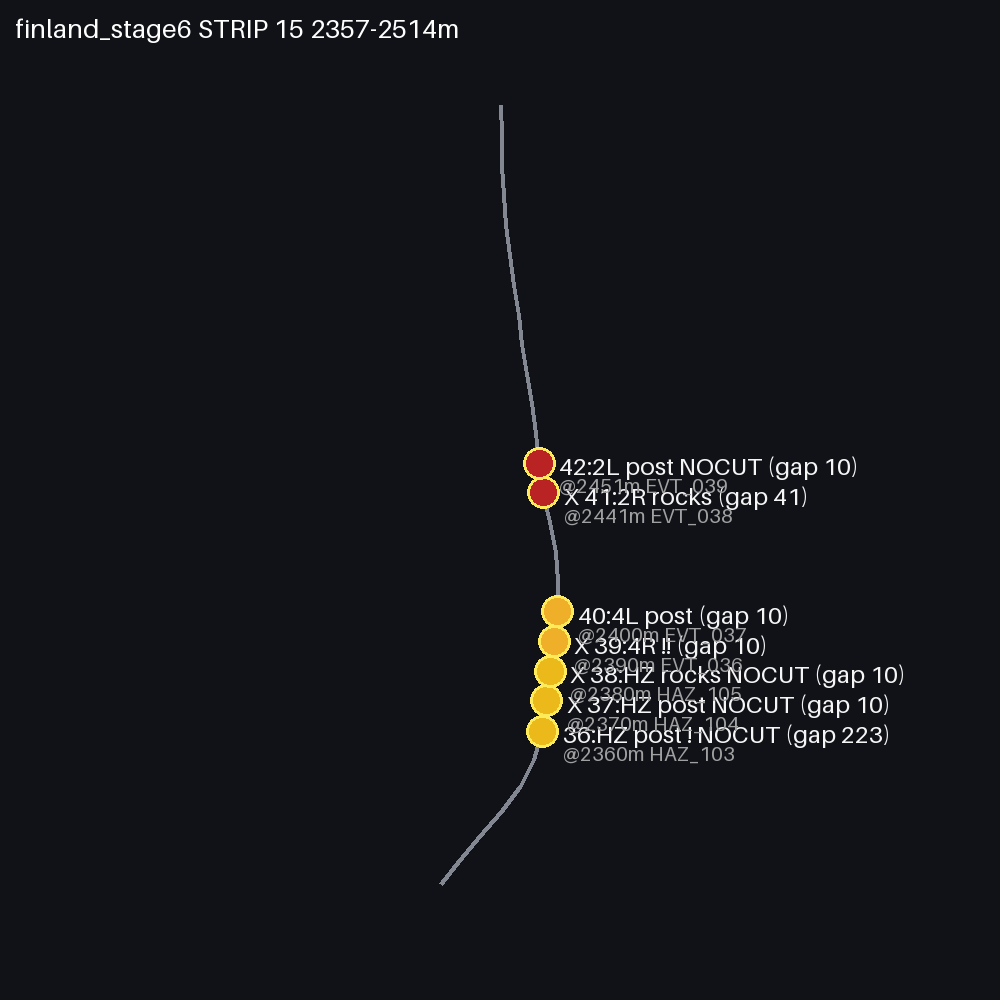 finland_stage6 STRIP 15 2357-2514m
42:2L post NOCUT (gap 10)
@2451m EVT_039
X 41:2R rocks (gap 41)
@2441m EVT_038
40:4L post (gap 10)
@2400m EVT_037
X 39:4R !! (gap 10)
@2390m EVT_036
X 38:HZ rocks NOCUT (gap 10)
@2380m HAZ_105
X 37:HZ post NOCUT (gap 10)
@2370m HAZ_104
36:HZ post ! NOCUT (gap 223)
@2360m HAZ_103